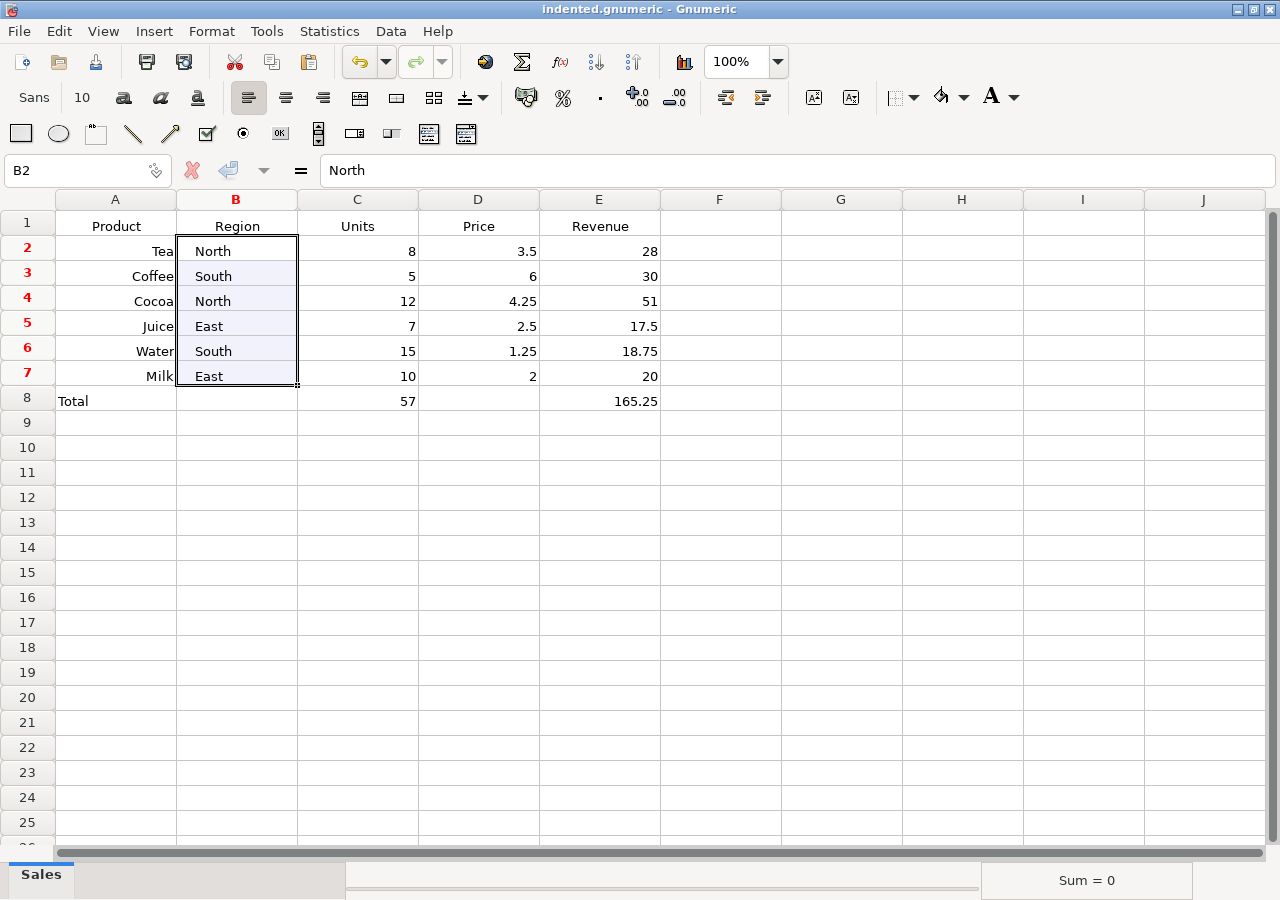 indented.gnumeric - Gnumeric
File Edit View Insert Format Tools Statistics Data Help
f(x) 100%
Sans 10 a a a a % .00 .00 A A A
OK
B2 North
A B C D E F G H I J
1 Product Region Units Price Revenue
2 Tea North 8 3.5 28
3 Coffee South 5 6 30
4 Cocoa North 12 4.25 51
5 Juice East 7 2.5 17.5
6 Water South 15 1.25 18.75
7 Milk East 10 2 20
8 Total 57 165.25
9
10
11
12
13
14
15
16
17
18
19
20
21
22
23
24
25
Sales Sum = 0